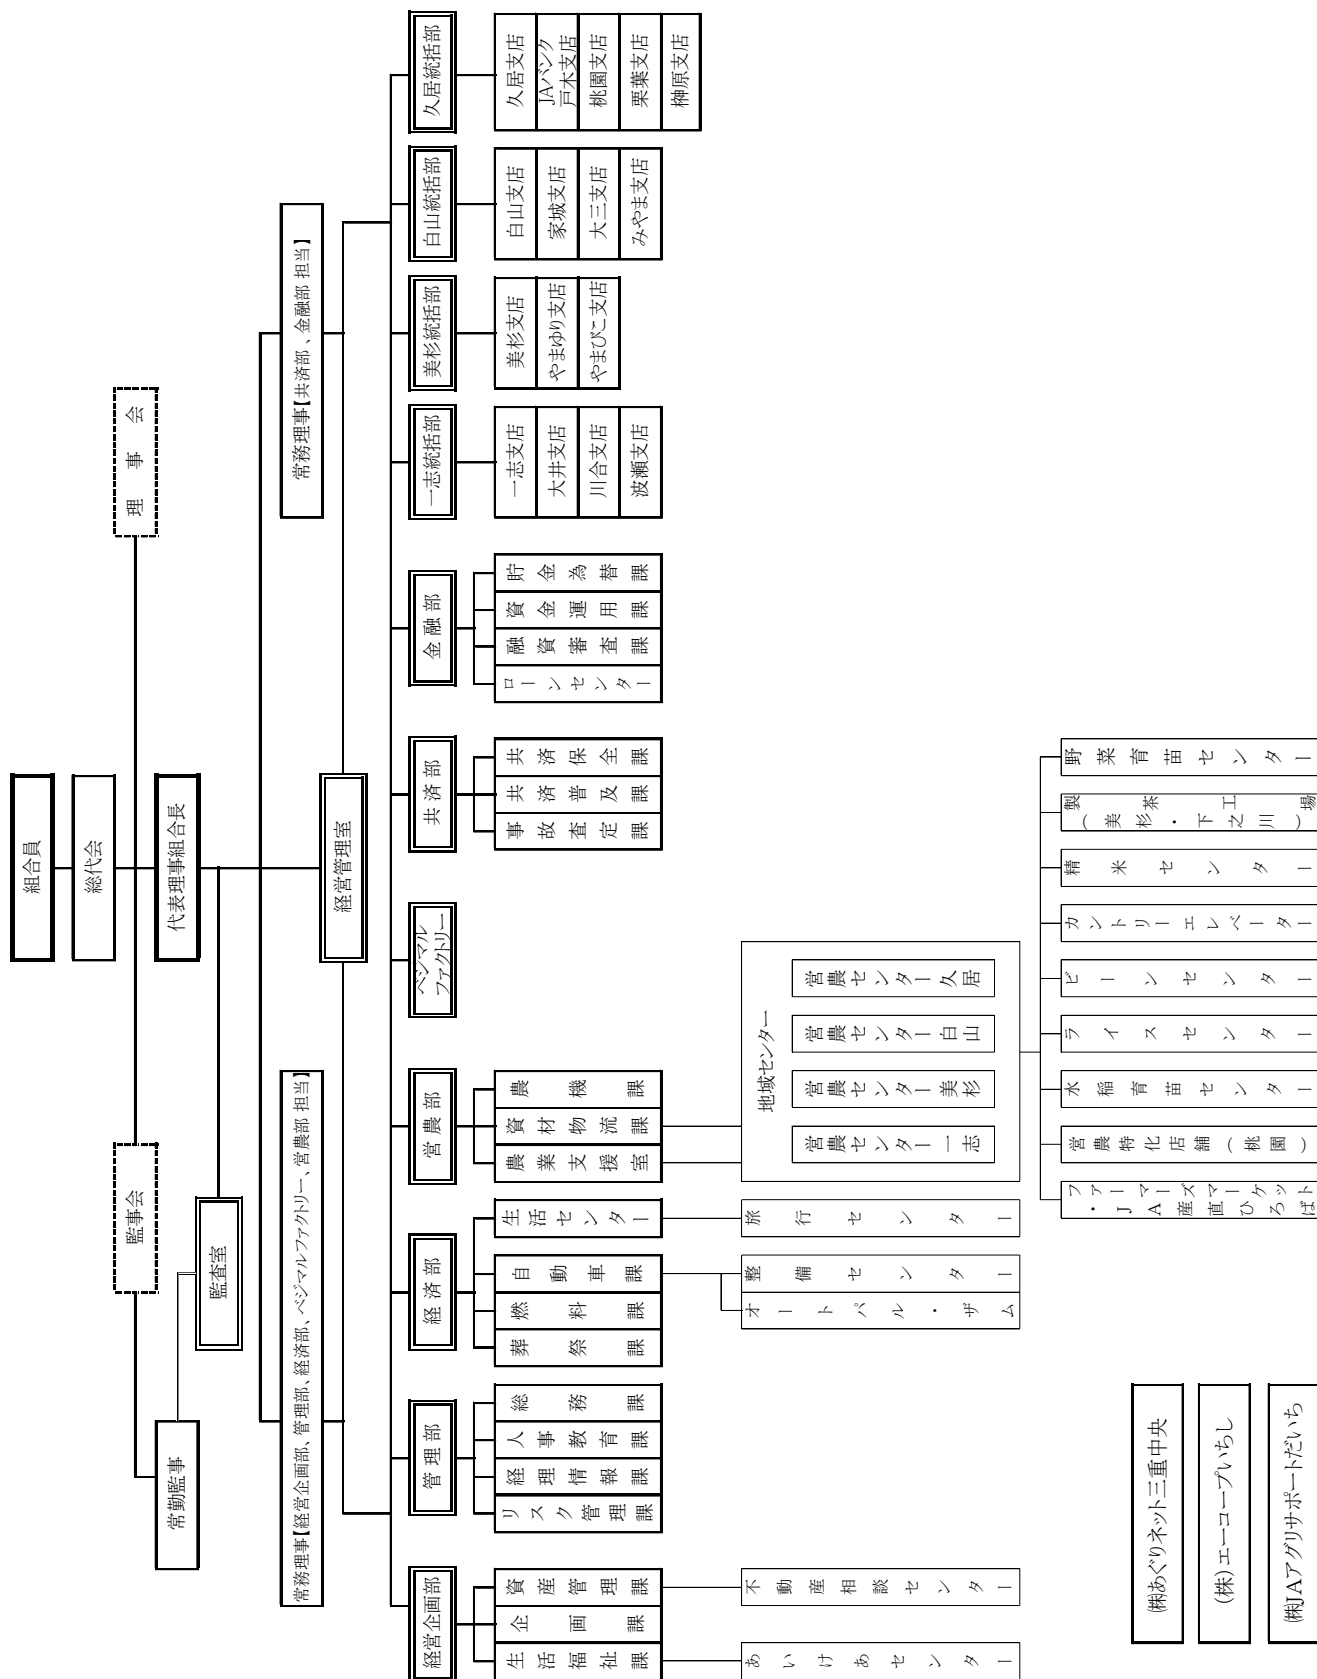 組合員
総代会
理事会
監事会
代表理事組合長
常勤監事
監査室
常務理事【経営企画部、管理部、経済部、ベジマルファクトリー、営農部 担当】
常務理事【共済部、金融部 担当】
経営管理室
経営企画部
生活福祉課
企画課
資産管理課
あいけあセンター
不動産相談センター
管理部
リスク管理課
経理情報課
人事教育課
総務課
経済部
葬祭課
燃料課
自動車課
生活センター
オートパル・ザム
整備センター
旅行センター
営農部
農業支援室
資材物流課
農機課
地域センター
営農センター一志
営農センター美杉
営農センター白山
営農センター久居
ファーマーズマーケット
・JA産直ひろっぱ
営農特化店舗(桃園)
水稲育苗センター
ライスセンター
ビーンセンター
カントリーエレベーター
精米センター
製茶工場
(美杉・下之川)
野菜育苗センター
ベジマル
ファクトリー
共済部
事故査定課
共済普及課
共済保全課
金融部
ローンセンター
融資審査課
資金運用課
貯金為替課
一志統括部
一志支店
大井支店
川合支店
波瀬支店
美杉統括部
美杉支店
やまゆり支店
やまびこ支店
白山統括部
白山支店
家城支店
大三支店
みやま支店
久居統括部
久居支店
JAバンク
戸木支店
桃園支店
栗葉支店
榊原支店
㈱あぐりネット三重中央
(株)エーコープいちし
㈱JAアグリサポートだいち